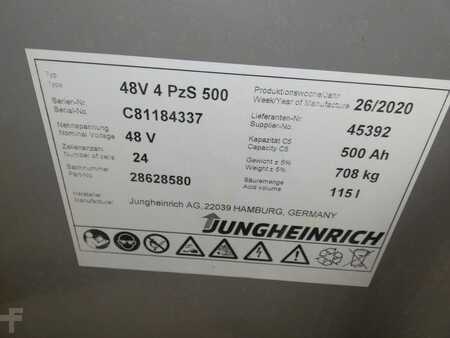 Typ
Type
48V 4 PzS 500
Produktionswoche/Jahr
Week/Year of Manufacture
26/2020
Serien-Nr.
Serial-No.
C81184337
Lieferanten-Nr.
Supplier-No.
45392
Nennspannung
Nominal Voltage
48 V
Kapazität C5
Capacity C5
500 Ah
Zellenanzahl
Number of cells
24
Gewicht ± 5%
Weight ± 5%
708 kg
Sachnummer
Part-No
28628580
Säuremenge
Acid volume
115 l
Hersteller
Manufacturer
Jungheinrich AG, 22039 HAMBURG, GERMANY
JUNGHEINRICH
F